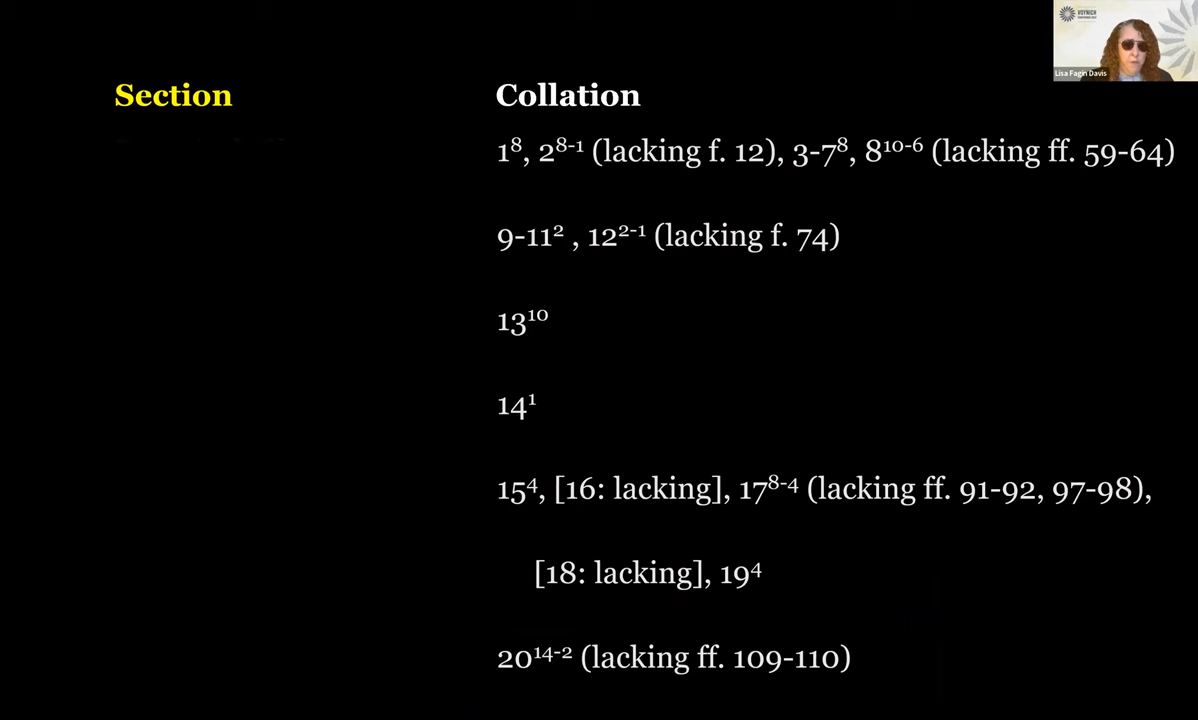 VOYNICH
Lisa Fagin Davis
Section Collation
1⁸, 2⁸⁻¹ (lacking f. 12), 3-7⁸, 8¹⁰⁻⁶ (lacking ff. 59-64)
9-11² , 12²⁻¹ (lacking f. 74)
13¹⁰
14¹
15⁴, [16: lacking], 17⁸⁻⁴ (lacking ff. 91-92, 97-98),
[18: lacking], 19⁴
20¹⁴⁻² (lacking ff. 109-110)